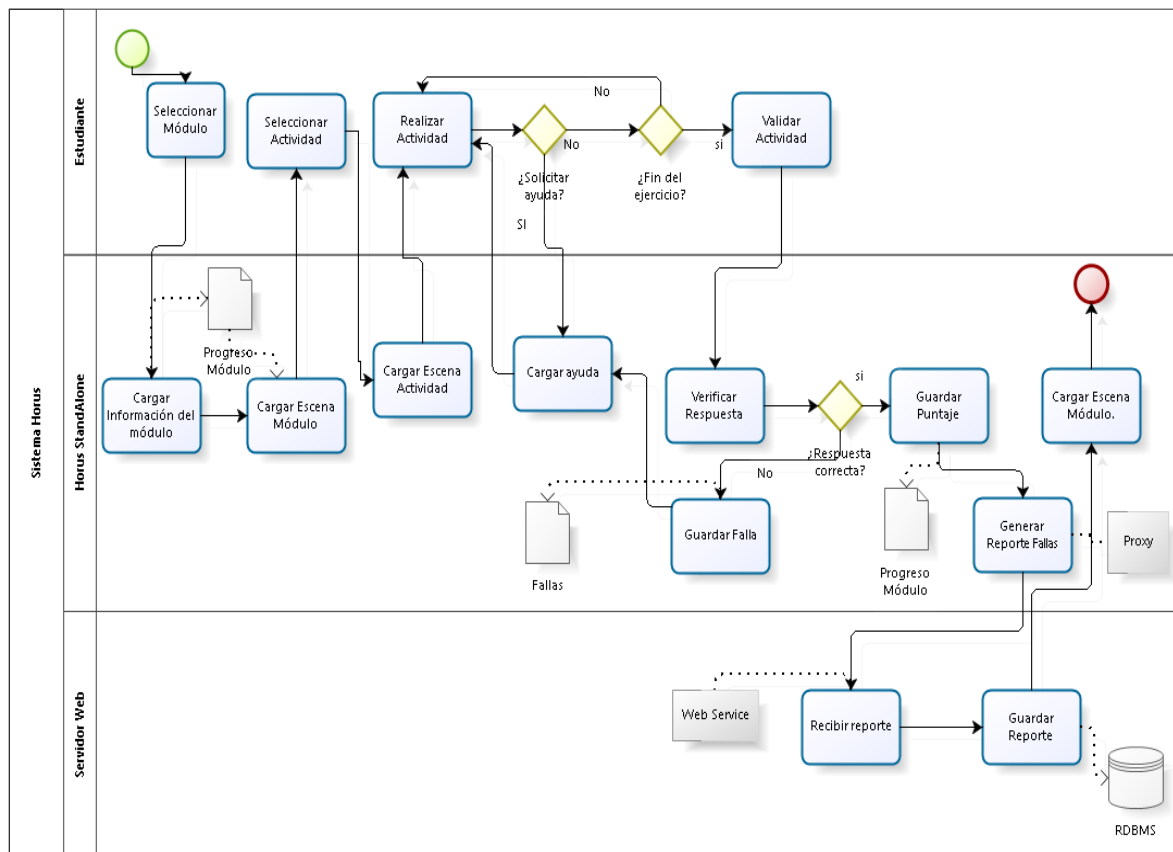 Sistema Horus
Estudiante
Seleccionar
Módulo
Seleccionar
Actividad
Realizar
Actividad
No
¿Solicitar
ayuda?
No
¿Fin del
ejercicio?
si
Validar
Actividad
SI
Horus StandAlone
Progreso
Módulo
Cargar
Información del
módulo
Cargar Escena
Módulo
Cargar Escena
Actividad
Cargar ayuda
Verificar
Respuesta
¿Respuesta
correcta?
si
No
Guardar
Puntaje
Cargar Escena
Módulo.
Fallas
Guardar Falla
Progreso
Módulo
Generar
Reporte Fallas
Proxy
Servidor Web
Web Service
Recibir reporte
Guardar
Reporte
RDBMS